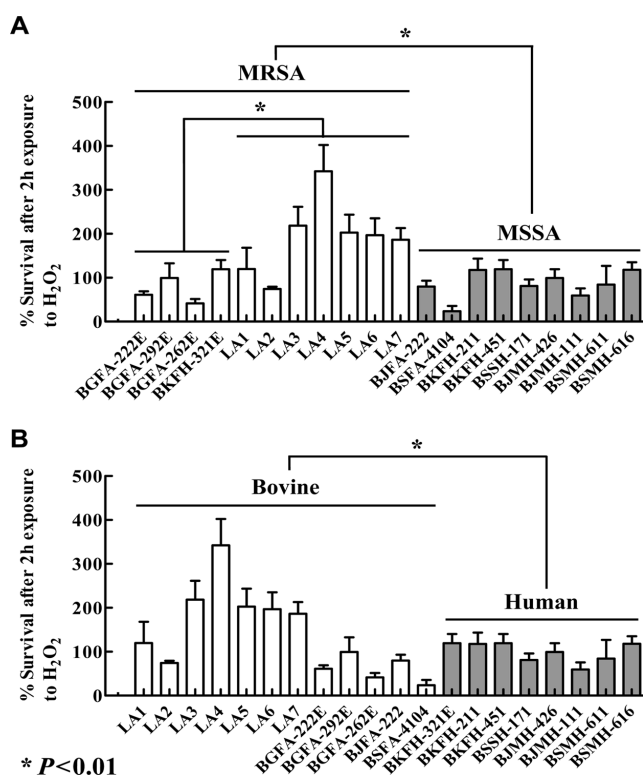 A
*
MRSA
*
MSSA
% Survival after 2h exposure
to H₂O₂
500
400
300
200
100
0
BGFA-222E
BGFA-292E
BGFA-262E
BKFH-321E
LA1
LA2
LA3
LA4
LA5
LA6
LA7
BJFA-222
BSFA-4104
BKFH-211
BKFH-451
BSSH-171
BJMH-426
BJMH-111
BSMH-611
BSMH-616
B
*
Bovine
Human
% Survival after 2h exposure
to H₂O₂
500
400
300
200
100
0
LA1
LA2
LA3
LA4
LA5
LA6
LA7
BGFA-222E
BGFA-292E
BGFA-262E
BJFA-222
BSFA-4104
BKFH-321E
BKFH-211
BKFH-451
BSSH-171
BJMH-426
BJMH-111
BSMH-611
BSMH-616
* P<0.01